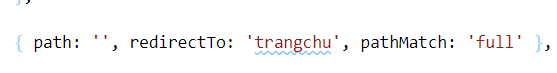 },
{ path: '', redirectTo: 'trangchu', pathMatch: 'full' },